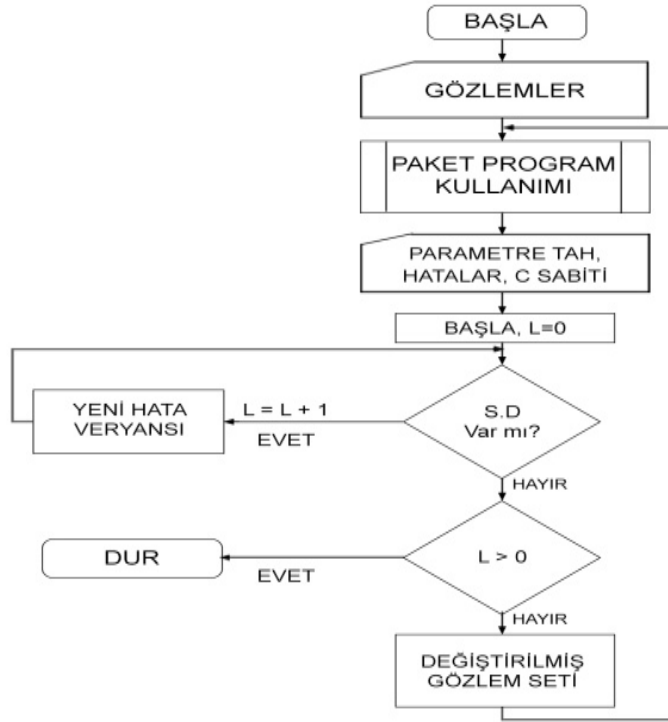 BAŞLA
GÖZLEMLER
PAKET PROGRAM
KULLANIMI
PARAMETRE TAH,
HATALAR, C SABİTİ
BAŞLA, L=0
S.D
Var mı?
L = L + 1
EVET
YENİ HATA
VERYANSI
HAYIR
L > 0
EVET
DUR
HAYIR
DEĞİŞTİRİLMİŞ
GÖZLEM SETİ